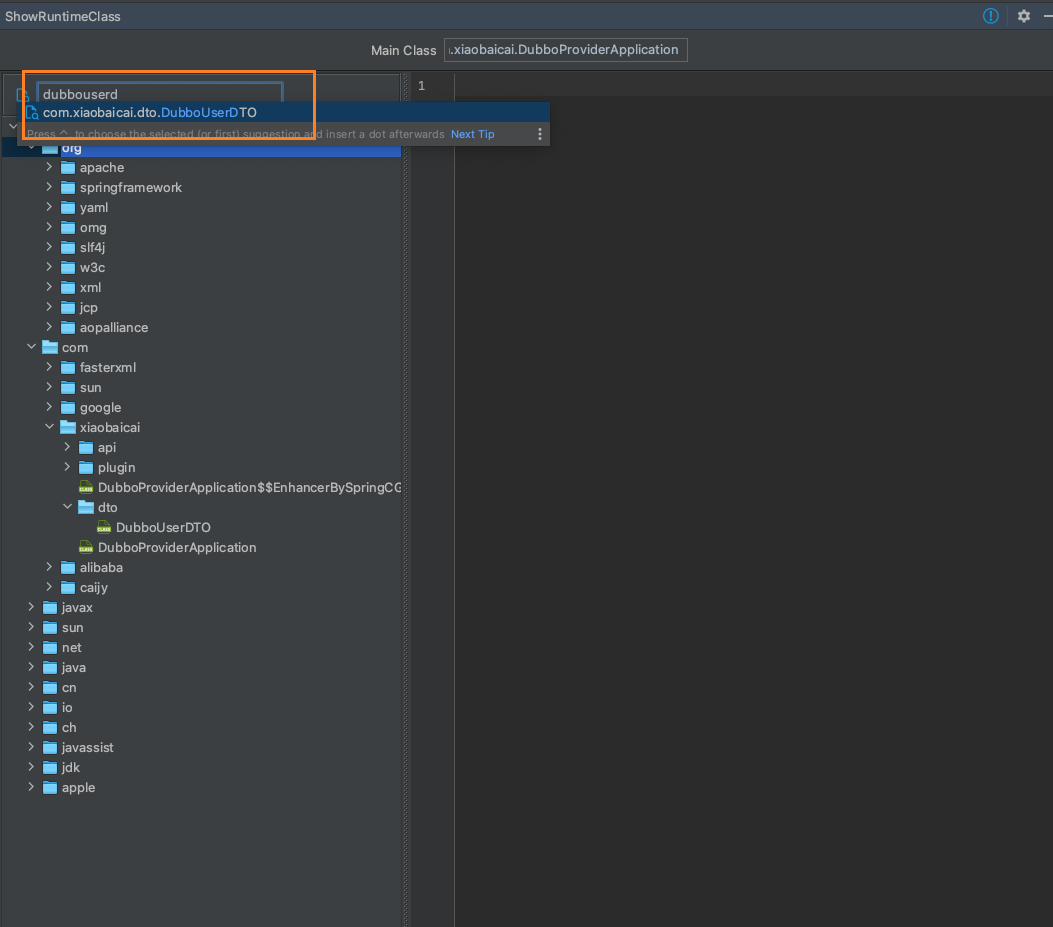 ShowRuntimeClass
Main Class .xiaobaicai.DubboProviderApplication
dubbouserd
1
com.xiaobaicai.dto.DubboUserDTO
Press ^. to choose the selected (or first) suggestion and insert a dot afterwards Next Tip
org
apache
springframework
yaml
omg
slf4j
w3c
xml
jcp
aopalliance
com
fasterxml
sun
google
xiaobaicai
api
plugin
DubboProviderApplication$$EnhancerBySpringCG
dto
DubboUserDTO
DubboProviderApplication
alibaba
caijy
javax
sun
net
java
cn
io
ch
javassist
jdk
apple